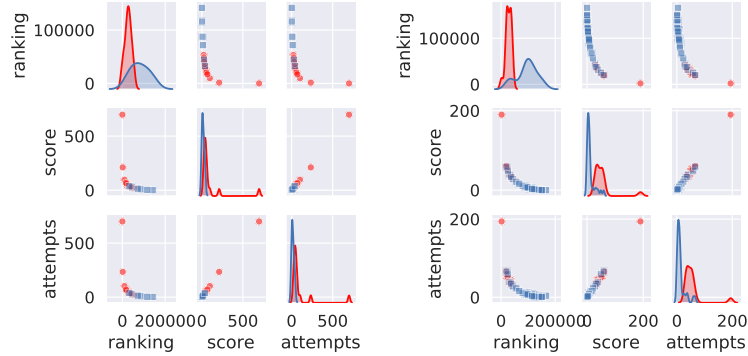 ranking 100000 0
score 500 0
attempts 500 0
0 200000 0 500 0 500
ranking score attempts
ranking 100000 0
score 200 0
attempts 200 0
0 200000 0 200 0 200
ranking score attempts